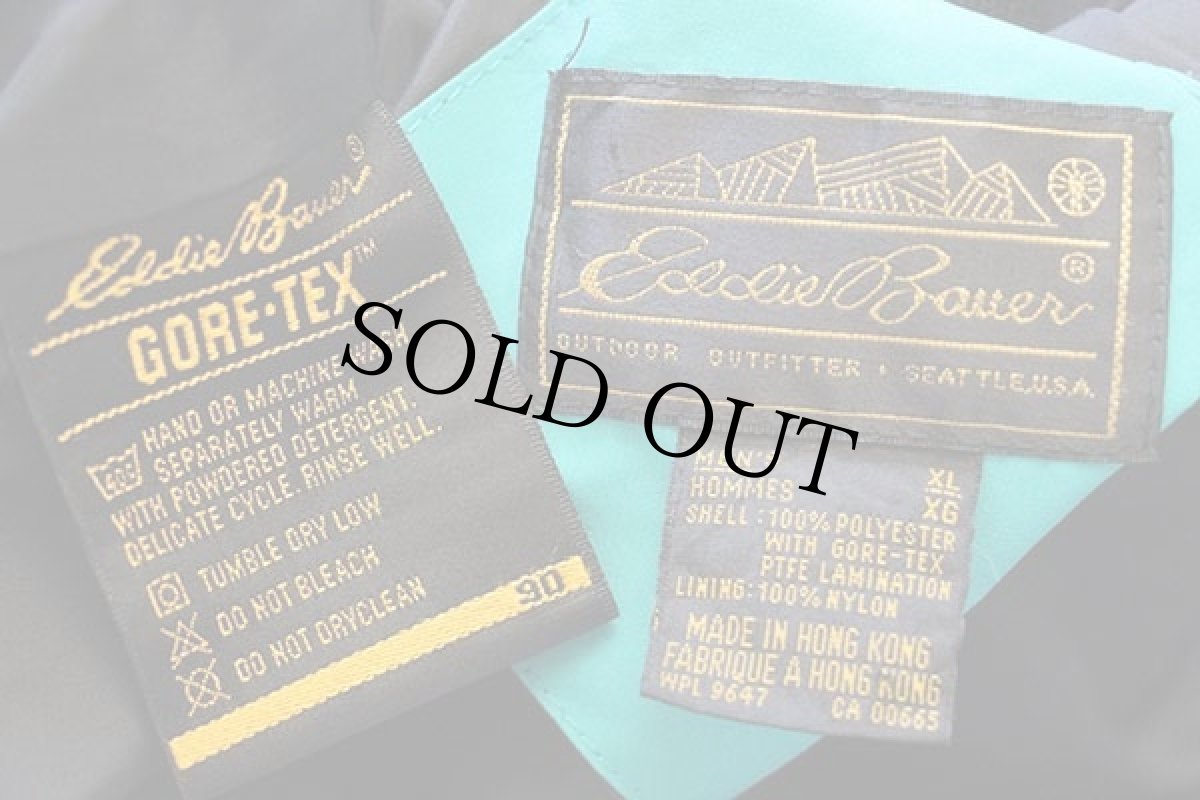 Eddie Bauer®
GORE-TEX™
HAND OR MACHINE WASH
SEPARATELY WARM
WITH POWDERED DETERGENT.
DELICATE CYCLE. RINSE WELL.
TUMBLE DRY LOW
DO NOT BLEACH
DO NOT DRYCLEAN
90
Eddie Bauer®
OUTDOOR OUTFITTER • SEATTLE,U.S.A.
MEN'S XL
HOMMES XG
SHELL: 100% POLYESTER
WITH GORE-TEX
PTFE LAMINATION
LINING: 100% NYLON
MADE IN HONG KONG
FABRIQUE A HONG KONG
WPL 9647 CA 00665
SOLD OUT